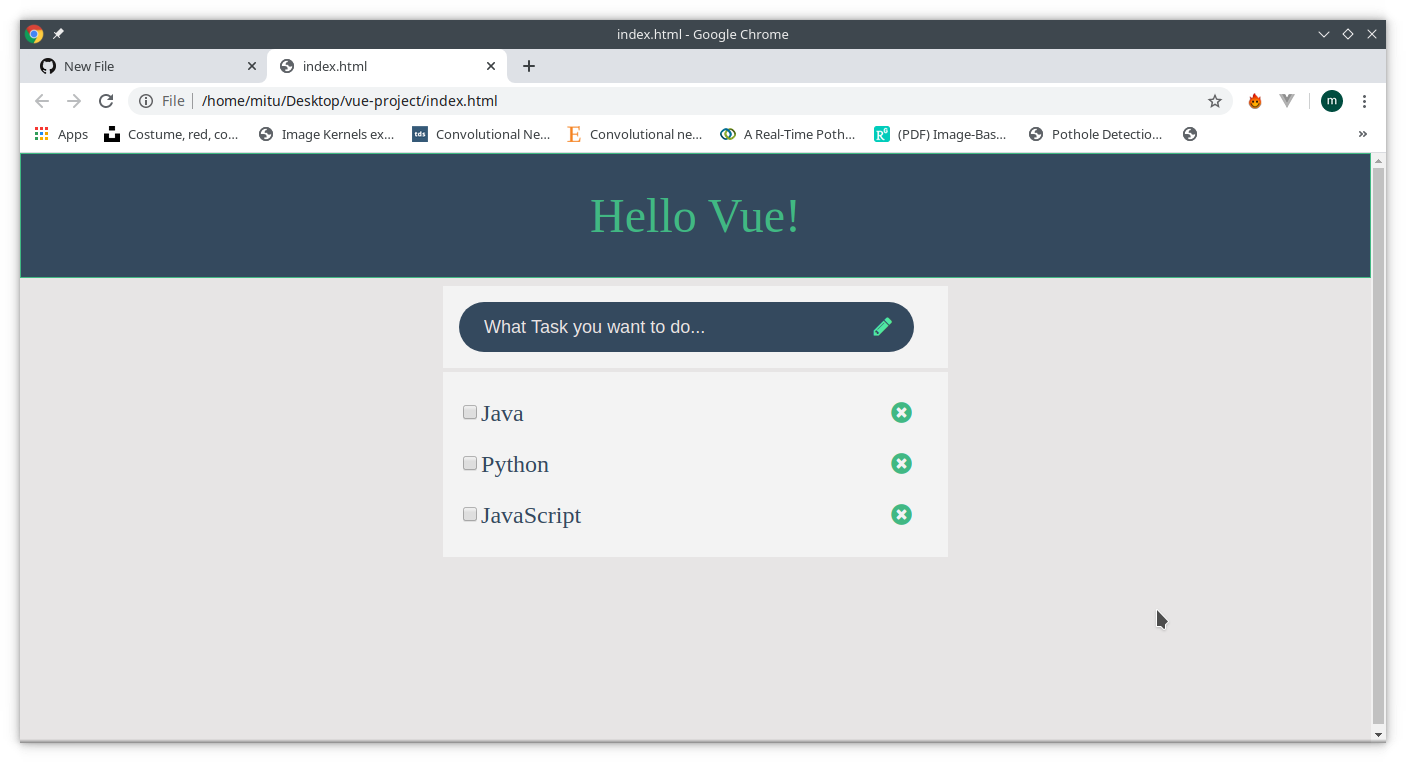 index.html - Google Chrome
New File
index.html
File
/home/mitu/Desktop/vue-project/index.html
m
Apps
Costume, red, co...
Image Kernels ex...
tds
Convolutional Ne...
E
Convolutional ne...
A Real-Time Poth...
R⁶
(PDF) Image-Bas...
Pothole Detectio...
»
Hello Vue!
What Task you want to do...
Java
Python
JavaScript